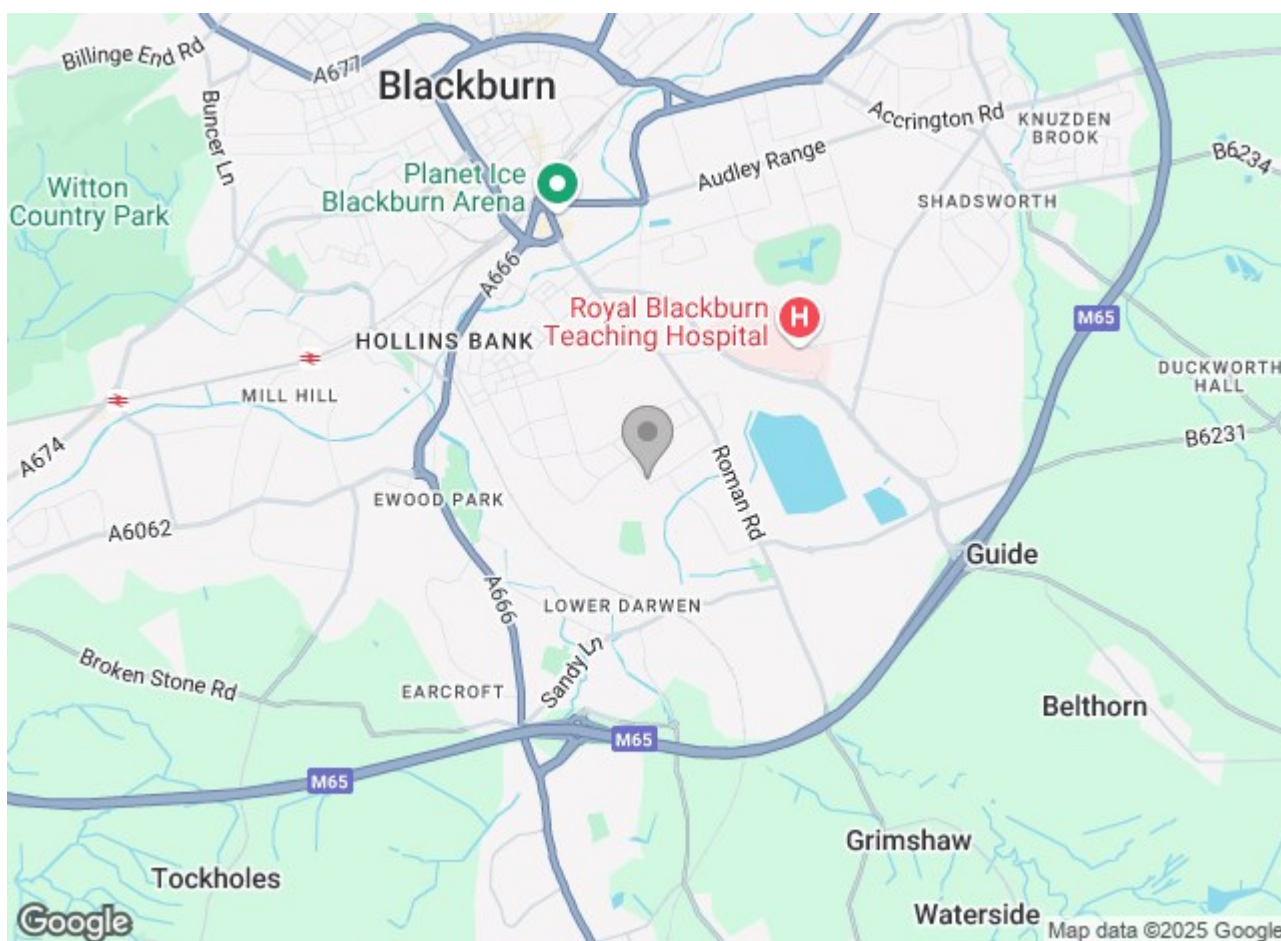 Billinge End Rd
A677
Blackburn
Buncer Ln
Accrington Rd
KNUZDEN
BROOK
B6234
Audley Range
Planet Ice
Blackburn Arena
Witton
Country Park
SHADSWORTH
A666
Royal Blackburn
Teaching Hospital
H
M65
HOLLINS BANK
DUCKWORTH
HALL
MILL HILL
B6231
A674
Roman Rd
EWOOD PARK
A6062
Guide
A666
LOWER DARWEN
Sandy Ln
Broken Stone Rd
EARCROFT
Belthorn
M65
M65
Grimshaw
Tockholes
Waterside
Google
Map data ©2025 Google